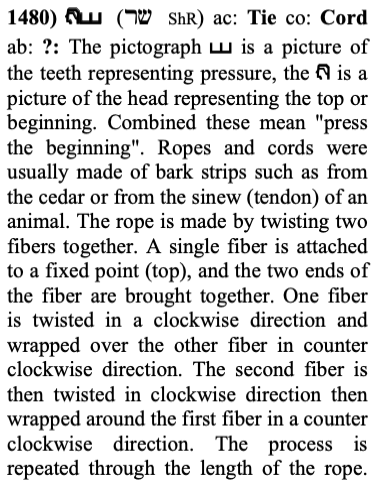 1480) (שר ShR) ac: Tie co: Cord
ab: ?: The pictograph is a picture of
the teeth representing pressure, the is a
picture of the head representing the top or
beginning. Combined these mean "press
the beginning". Ropes and cords were
usually made of bark strips such as from
the cedar or from the sinew (tendon) of an
animal. The rope is made by twisting two
fibers together. A single fiber is attached
to a fixed point (top), and the two ends of
the fiber are brought together. One fiber
is twisted in a clockwise direction and
wrapped over the other fiber in counter
clockwise direction. The second fiber is
then twisted in clockwise direction then
wrapped around the first fiber in a counter
clockwise direction. The process is
repeated through the length of the rope.